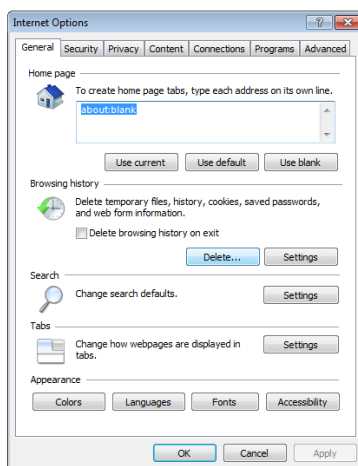 Internet Options
General Security Privacy Content Connections Programs Advanced
Home page
To create home page tabs, type each address on its own line.
about:blank
Use current Use default Use blank
Browsing history
Delete temporary files, history, cookies, saved passwords,
and web form information.
Delete browsing history on exit
Delete... Settings
Search
Change search defaults. Settings
Tabs
Change how webpages are displayed in
tabs.
Settings
Appearance
Colors Languages Fonts Accessibility
OK Cancel Apply